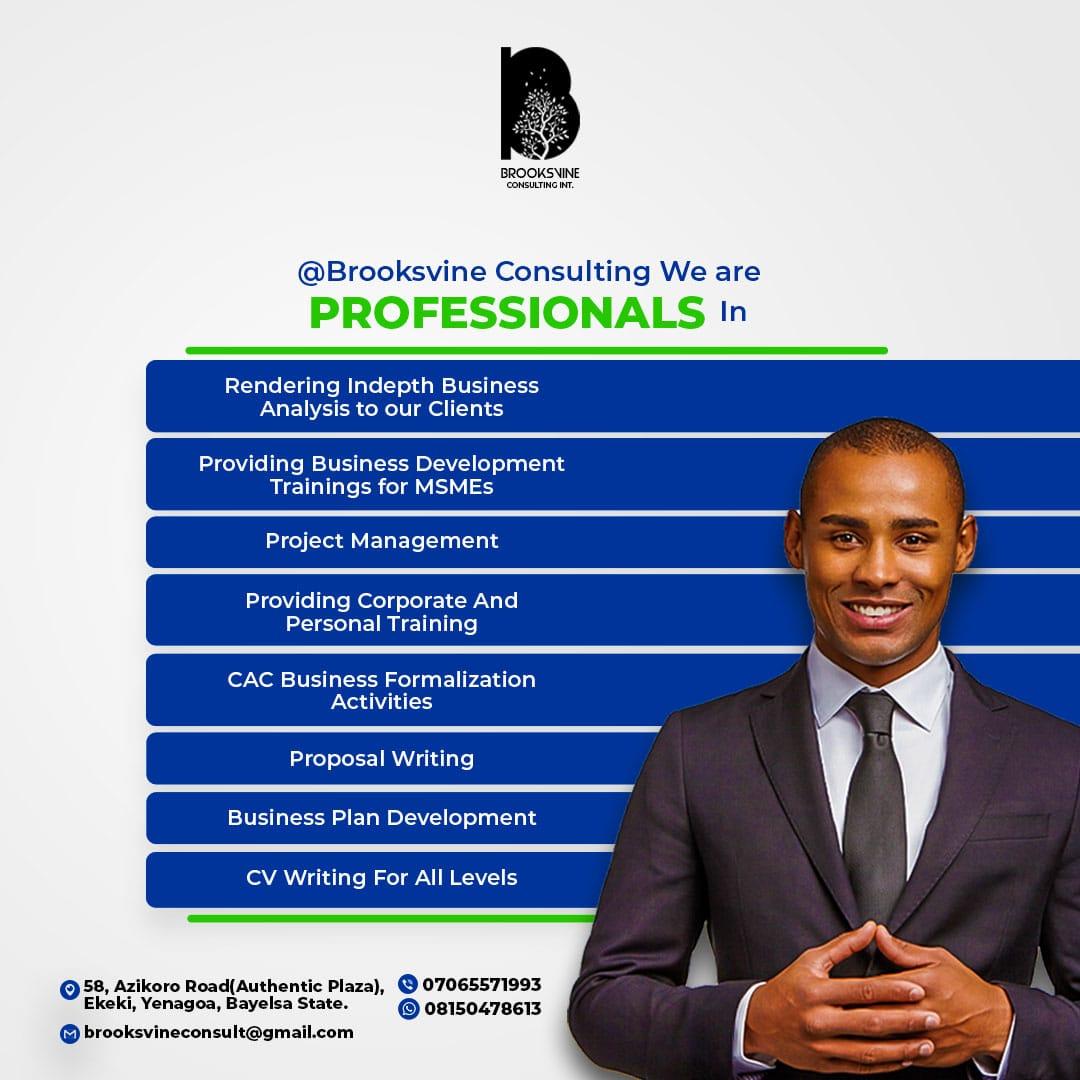 B
BROOKSVINE
CONSULTING INT.
@Brooksvine Consulting We are
PROFESSIONALS In
Rendering Indepth Business
Analysis to our Clients
Providing Business Development
Trainings for MSMEs
Project Management
Providing Corporate And
Personal Training
CAC Business Formalization
Activities
Proposal Writing
Business Plan Development
CV Writing For All Levels
58, Azikoro Road(Authentic Plaza),
Ekeki, Yenagoa, Bayelsa State.
07065571993
08150478613
brooksvineconsult@gmail.com